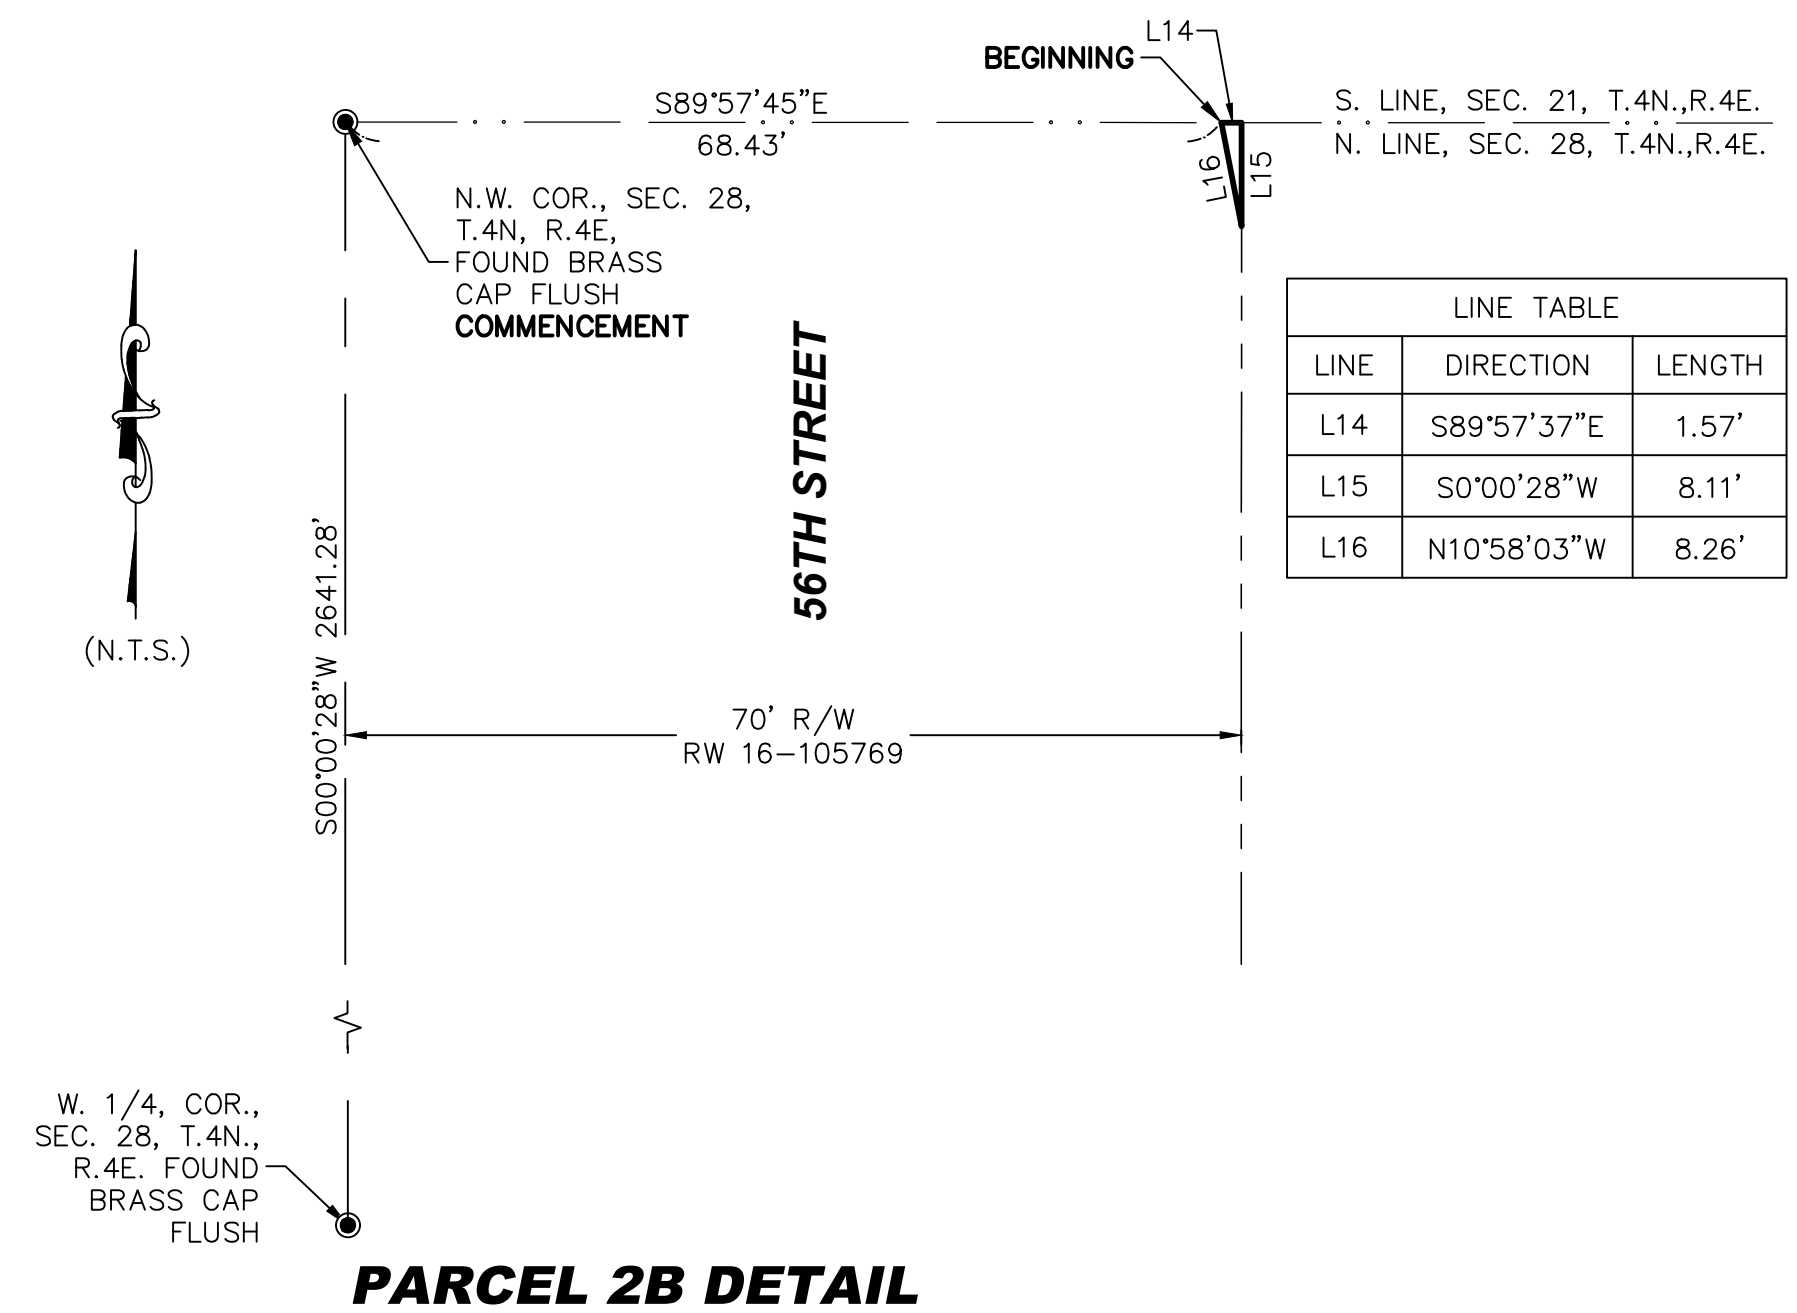 L14
BEGINNING
S89°57'45"E
68.43'
S. LINE, SEC. 21, T.4N.,R.4E.
N. LINE, SEC. 28, T.4N.,R.4E.
L16
L15
N.W. COR., SEC. 28,
T.4N, R.4E,
FOUND BRASS
CAP FLUSH
COMMENCEMENT
LINE TABLE
LINE DIRECTION LENGTH
L14 S89°57'37"E 1.57'
L15 S0°00'28"W 8.11'
L16 N10°58'03"W 8.26'
56TH STREET
(N.T.S.)
S00°00'28"W 2641.28'
70' R/W
RW 16-105769
W. 1/4, COR.,
SEC. 28, T.4N.,
R.4E. FOUND
BRASS CAP
FLUSH
PARCEL 2B DETAIL